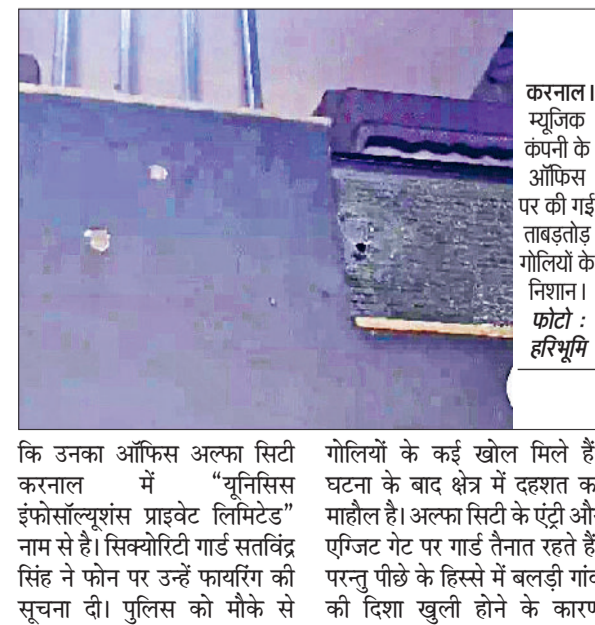 करनाल।
म्यूजिक
कंपनी के
ऑफिस
पर की गई
ताबड़तोड़
गोलियों के
निशान।
फोटो :
हरिभूमि
कि उनका ऑफिस अल्फा सिटी
करनाल में “यूनिसिस
इंफोसॉल्यूशंस प्राइवेट लिमिटेड”
नाम से है। सिक्योरिटी गार्ड सतविंद्र
सिंह ने फोन पर उन्हें फायरिंग की
सूचना दी। पुलिस को मौके से
गोलियों के कई खोल मिले हैं
घटना के बाद क्षेत्र में दहशत का
माहौल है। अल्फा सिटी के एंट्री और
एग्जिट गेट पर गार्ड तैनात रहते हैं
परन्तु पीछे के हिस्से में बलड़ी गांव
की दिशा खुली होने के कारण